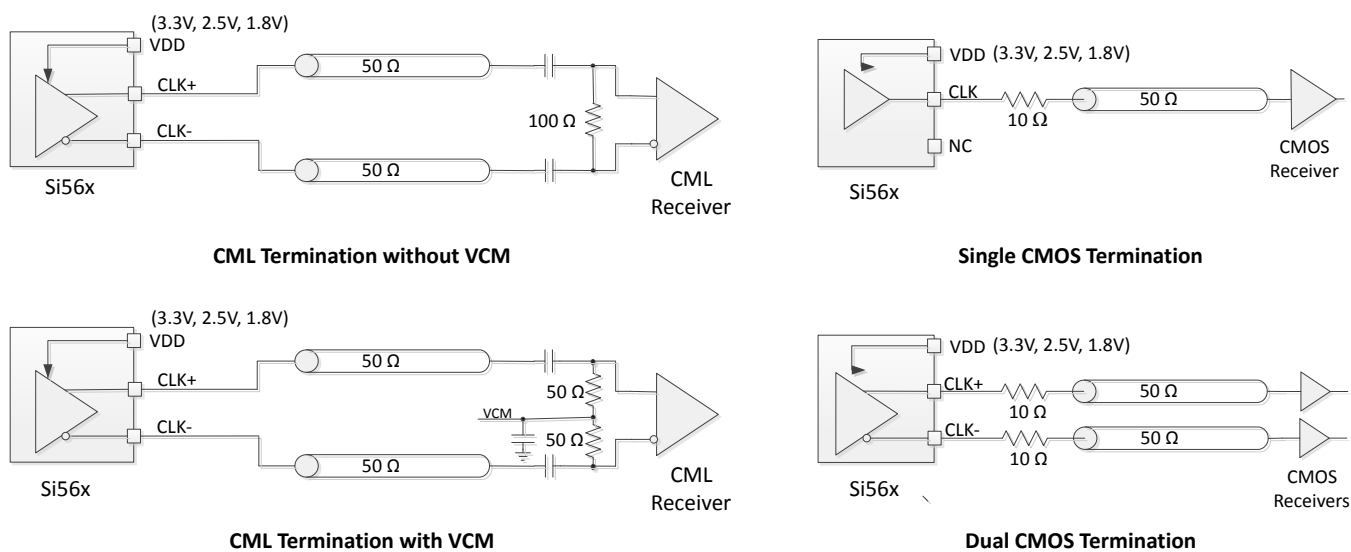 (3.3V, 2.5V, 1.8V)
VDD
CLK+
CLK-
50 Ω
50 Ω
100 Ω
Si56x
CML
Receiver
CML Termination without VCM
VDD (3.3V, 2.5V, 1.8V)
CLK
10 Ω
50 Ω
NC
CMOS
Receiver
Si56x
Single CMOS Termination
(3.3V, 2.5V, 1.8V)
VDD
CLK+
CLK-
50 Ω
50 Ω
50 Ω
VCM
50 Ω
Si56x
CML
Receiver
CML Termination with VCM
VDD (3.3V, 2.5V, 1.8V)
CLK+
10 Ω
50 Ω
CLK-
10 Ω
50 Ω
Si56x
CMOS
Receivers
Dual CMOS Termination